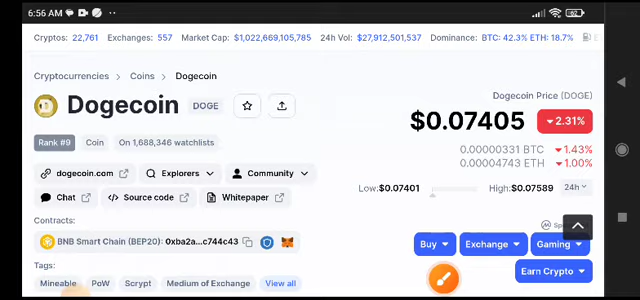 6:56 AM
62
Cryptos: 22,761 Exchanges: 557 Market Cap: $1,022,669,105,785 24h Vol: $27,912,501,537 Dominance: BTC: 42.3% ETH: 18.7%
Cryptocurrencies > Coins > Dogecoin
Dogecoin DOGE
Rank #9 Coin On 1,688,346 watchlists
dogecoin.com Explorers Community
Chat Source code Whitepaper
Contracts:
BNB Smart Chain (BEP20): 0xba2a...c744c43
Tags:
Mineable PoW Scrypt Medium of Exchange View all
Dogecoin Price (DOGE)
$0.07405 2.31%
0.00000331 BTC 1.43%
0.00004743 ETH 1.00%
Low: $0.07401 High: $0.07589 24h
Buy Exchange Gaming
Earn Crypto